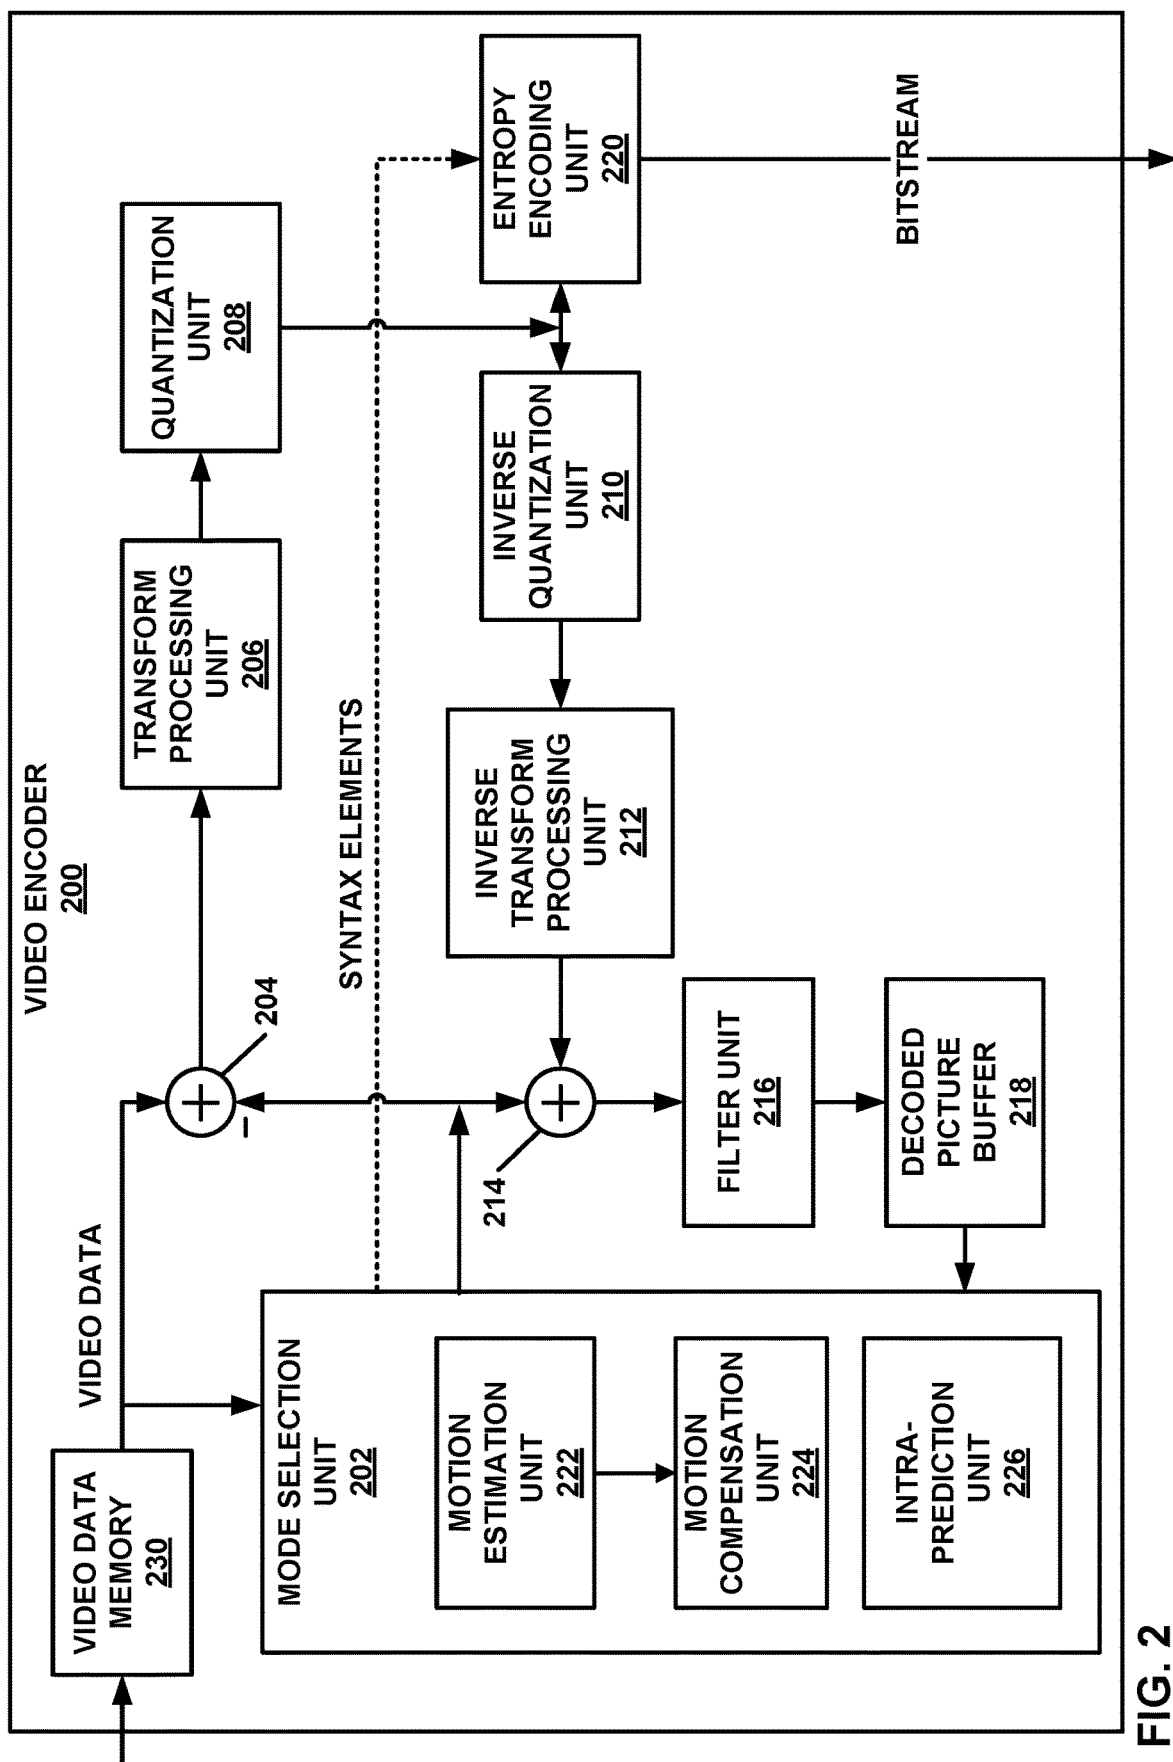 VIDEO ENCODER
200
VIDEO DATA
MEMORY
230
VIDEO DATA
204
TRANSFORM
PROCESSING
UNIT
206
QUANTIZATION
UNIT
208
SYNTAX ELEMENTS
MODE SELECTION
UNIT
202
MOTION
ESTIMATION
UNIT
222
MOTION
COMPENSATION
UNIT
224
INTRA-
PREDICTION
UNIT
226
214
INVERSE
TRANSFORM
PROCESSING
UNIT
212
INVERSE
QUANTIZATION
UNIT
210
ENTROPY
ENCODING
UNIT
220
FILTER UNIT
216
DECODED
PICTURE
BUFFER
218
BITSTREAM
FIG. 2